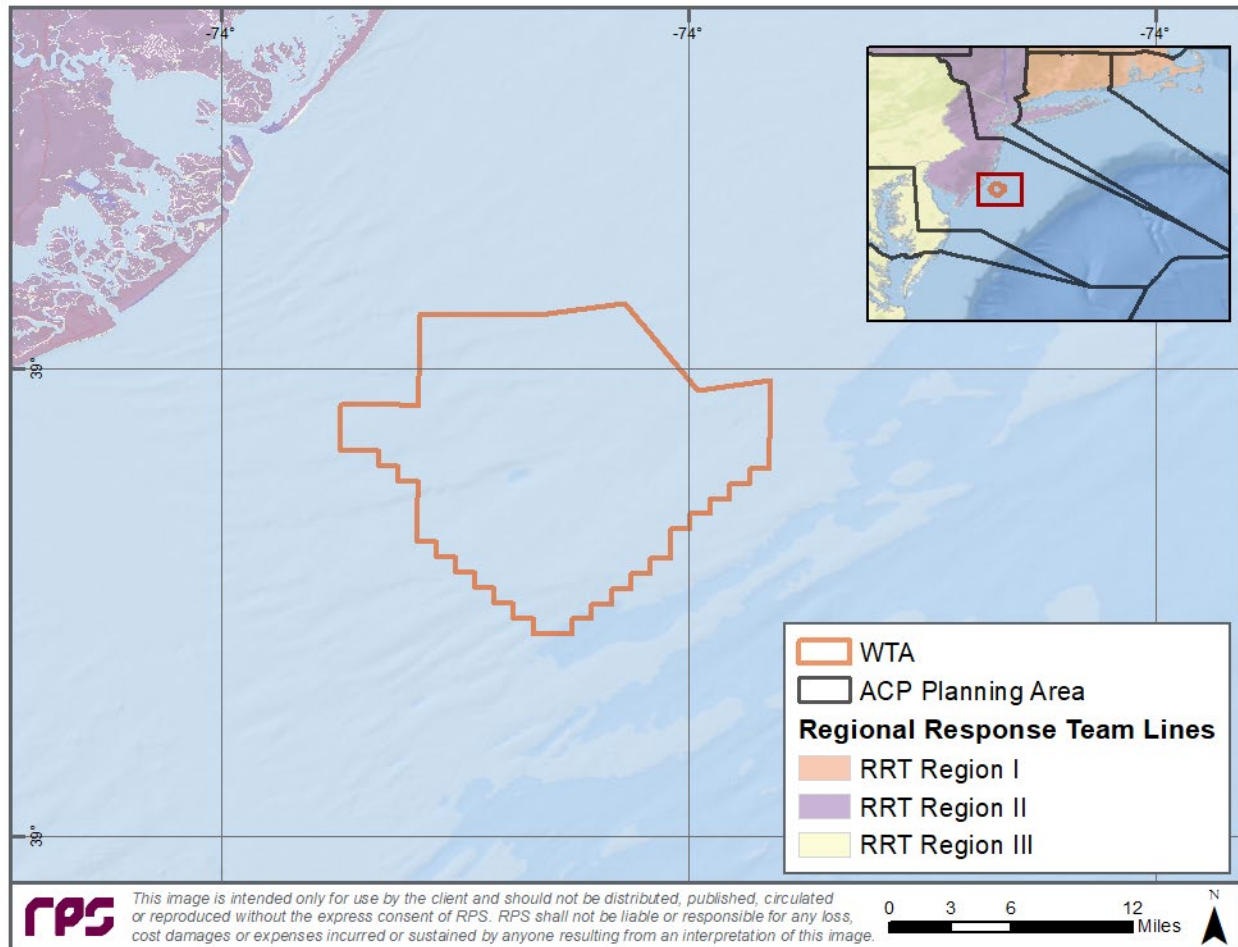 -74°
-74°
-74°
39°
39°
WTA
ACP Planning Area
Regional Response Team Lines
RRT Region I
RRT Region II
RRT Region III
rps
This image is intended only for use by the client and should not be distributed, published, circulated
or reproduced without the express consent of RPS. RPS shall not be liable or responsible for any loss,
cost damages or expenses incurred or sustained by anyone resulting from an interpretation of this image.
0 3 6 12
Miles
N